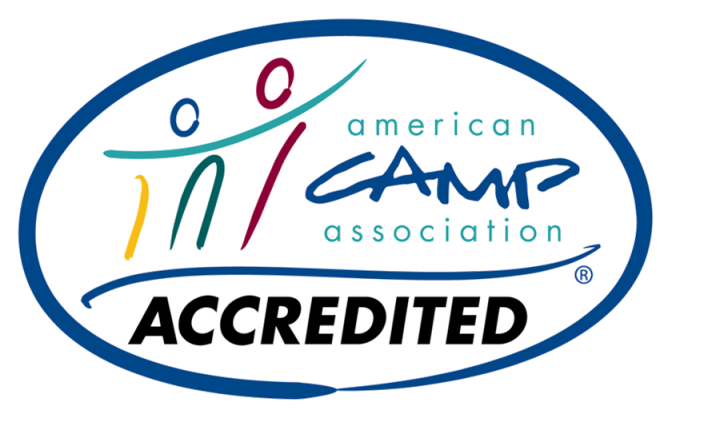 american
CAMP
association
®
ACCREDITED